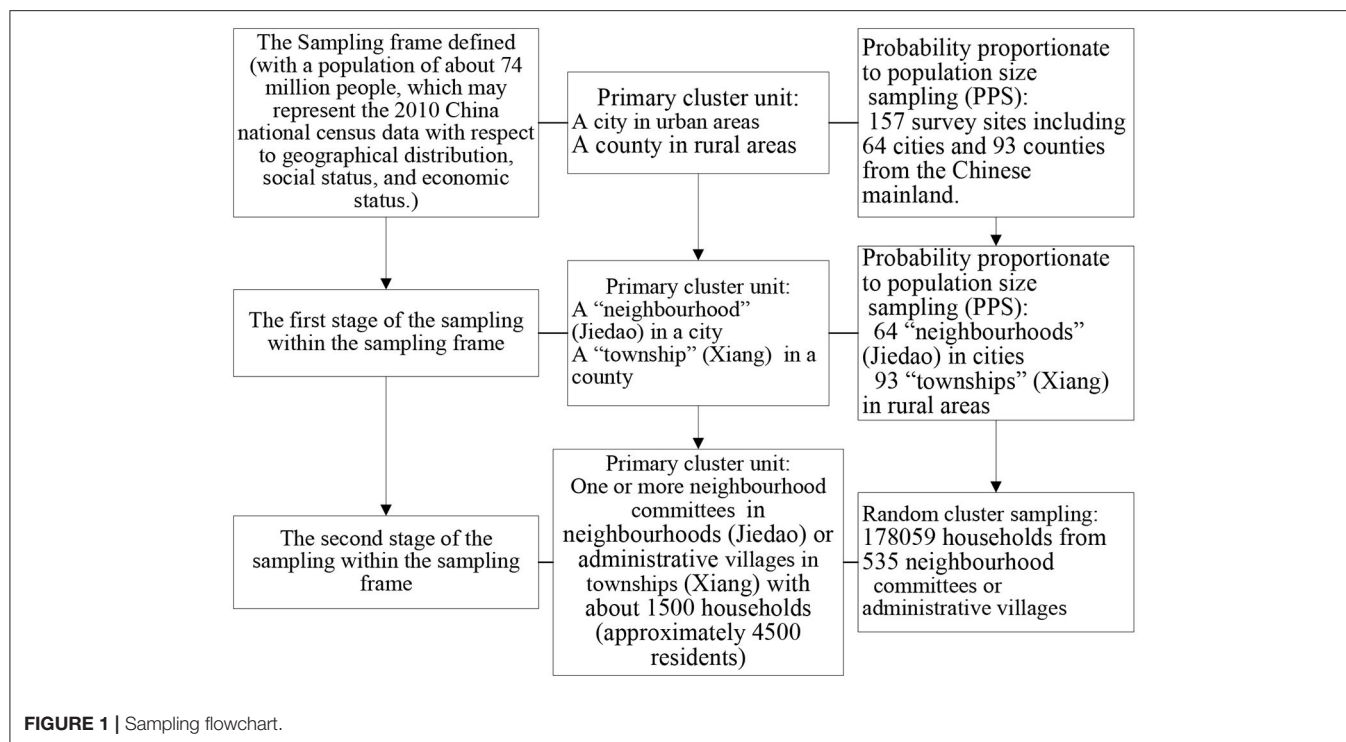 The Sampling frame defined
(with a population of about 74
million people, which may
represent the 2010 China
national census data with respect
to geographical distribution,
social status, and economic
status.)
Primary cluster unit:
A city in urban areas
A county in rural areas
Probability proportionate
to population size
sampling (PPS):
157 survey sites including
64 cities and 93 counties
from the Chinese
mainland.
The first stage of the sampling
within the sampling frame
Primary cluster unit:
A “neighbourhood”
(Jiedao) in a city
A “township” (Xiang) in a
county
Probability proportionate
to population size
sampling (PPS):
64 “neighbourhoods”
(Jiedao) in cities
93 “townships” (Xiang)
in rural areas
The second stage of the
sampling within the sampling
frame
Primary cluster unit:
One or more neighbourhood
committees in
neighbourhoods (Jiedao) or
administrative villages in
townships (Xiang) with
about 1500 households
(approximately 4500
residents)
Random cluster sampling:
178059 households from
535 neighbourhood
committees or
administrative villages
FIGURE 1 | Sampling flowchart.